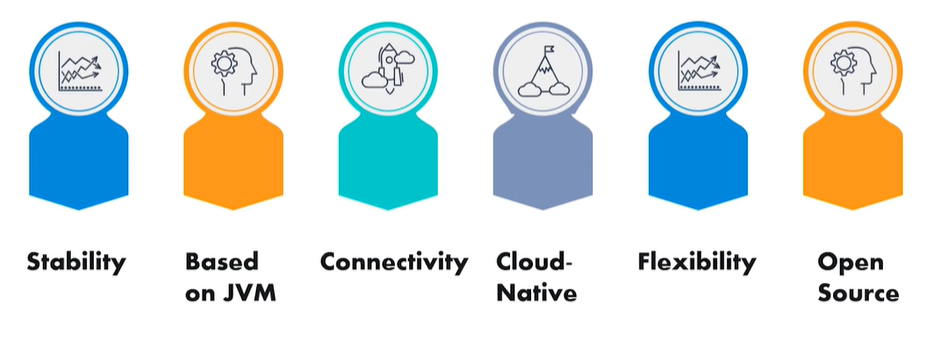 Stability
Based
on JVM
Connectivity
Cloud-
Native
Flexibility
Open
Source